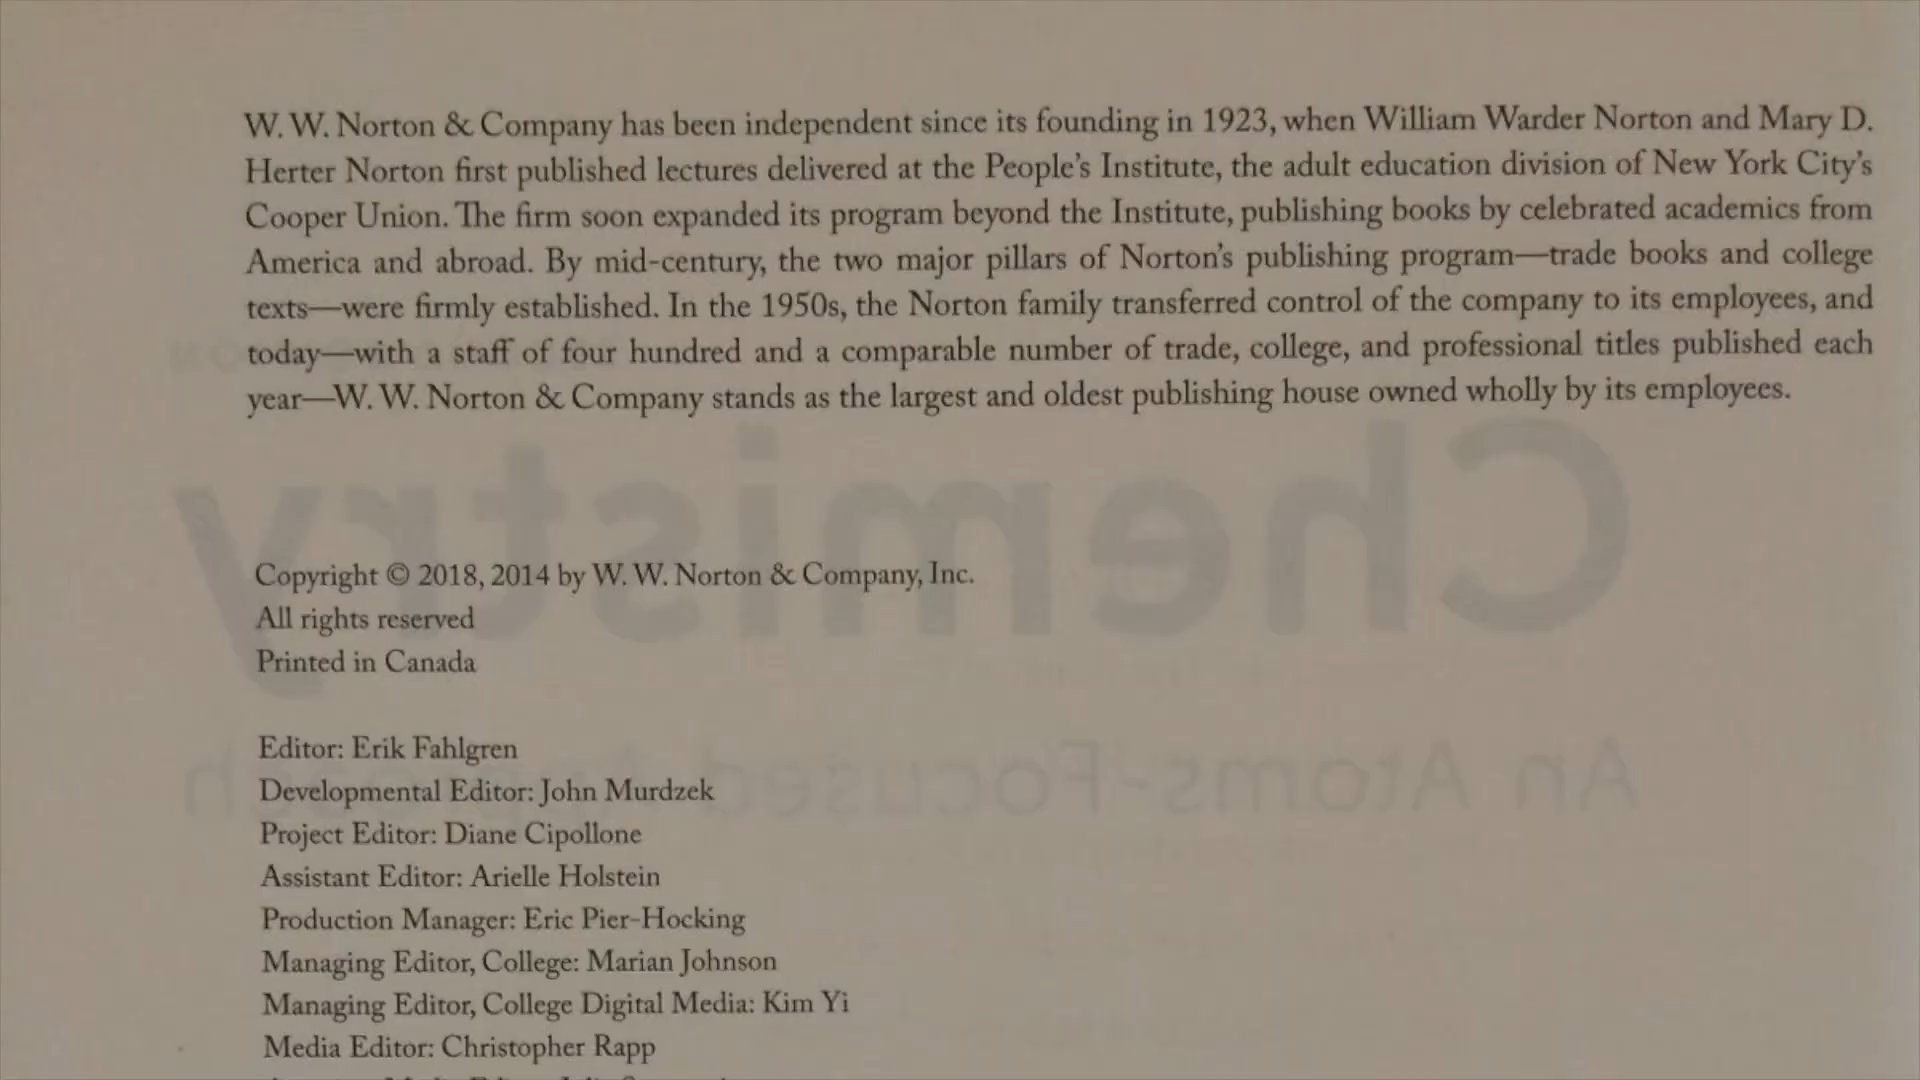 W. W. Norton & Company has been independent since its founding in 1923, when William Warder Norton and Mary D.
Herter Norton first published lectures delivered at the People's Institute, the adult education division of New York City's
Cooper Union. The firm soon expanded its program beyond the Institute, publishing books by celebrated academics from
America and abroad. By mid-century, the two major pillars of Norton's publishing program—trade books and college
texts—were firmly established. In the 1950s, the Norton family transferred control of the company to its employees, and
today—with a staff of four hundred and a comparable number of trade, college, and professional titles published each
year—W. W. Norton & Company stands as the largest and oldest publishing house owned wholly by its employees.
Chemistry
Copyright © 2018, 2014 by W. W. Norton & Company, Inc.
All rights reserved
Printed in Canada
An Atoms-Focused Approach
Editor: Erik Fahlgren
Developmental Editor: John Murdzek
Project Editor: Diane Cipollone
Assistant Editor: Arielle Holstein
Production Manager: Eric Pier-Hocking
Managing Editor, College: Marian Johnson
Managing Editor, College Digital Media: Kim Yi
Media Editor: Christopher Rapp